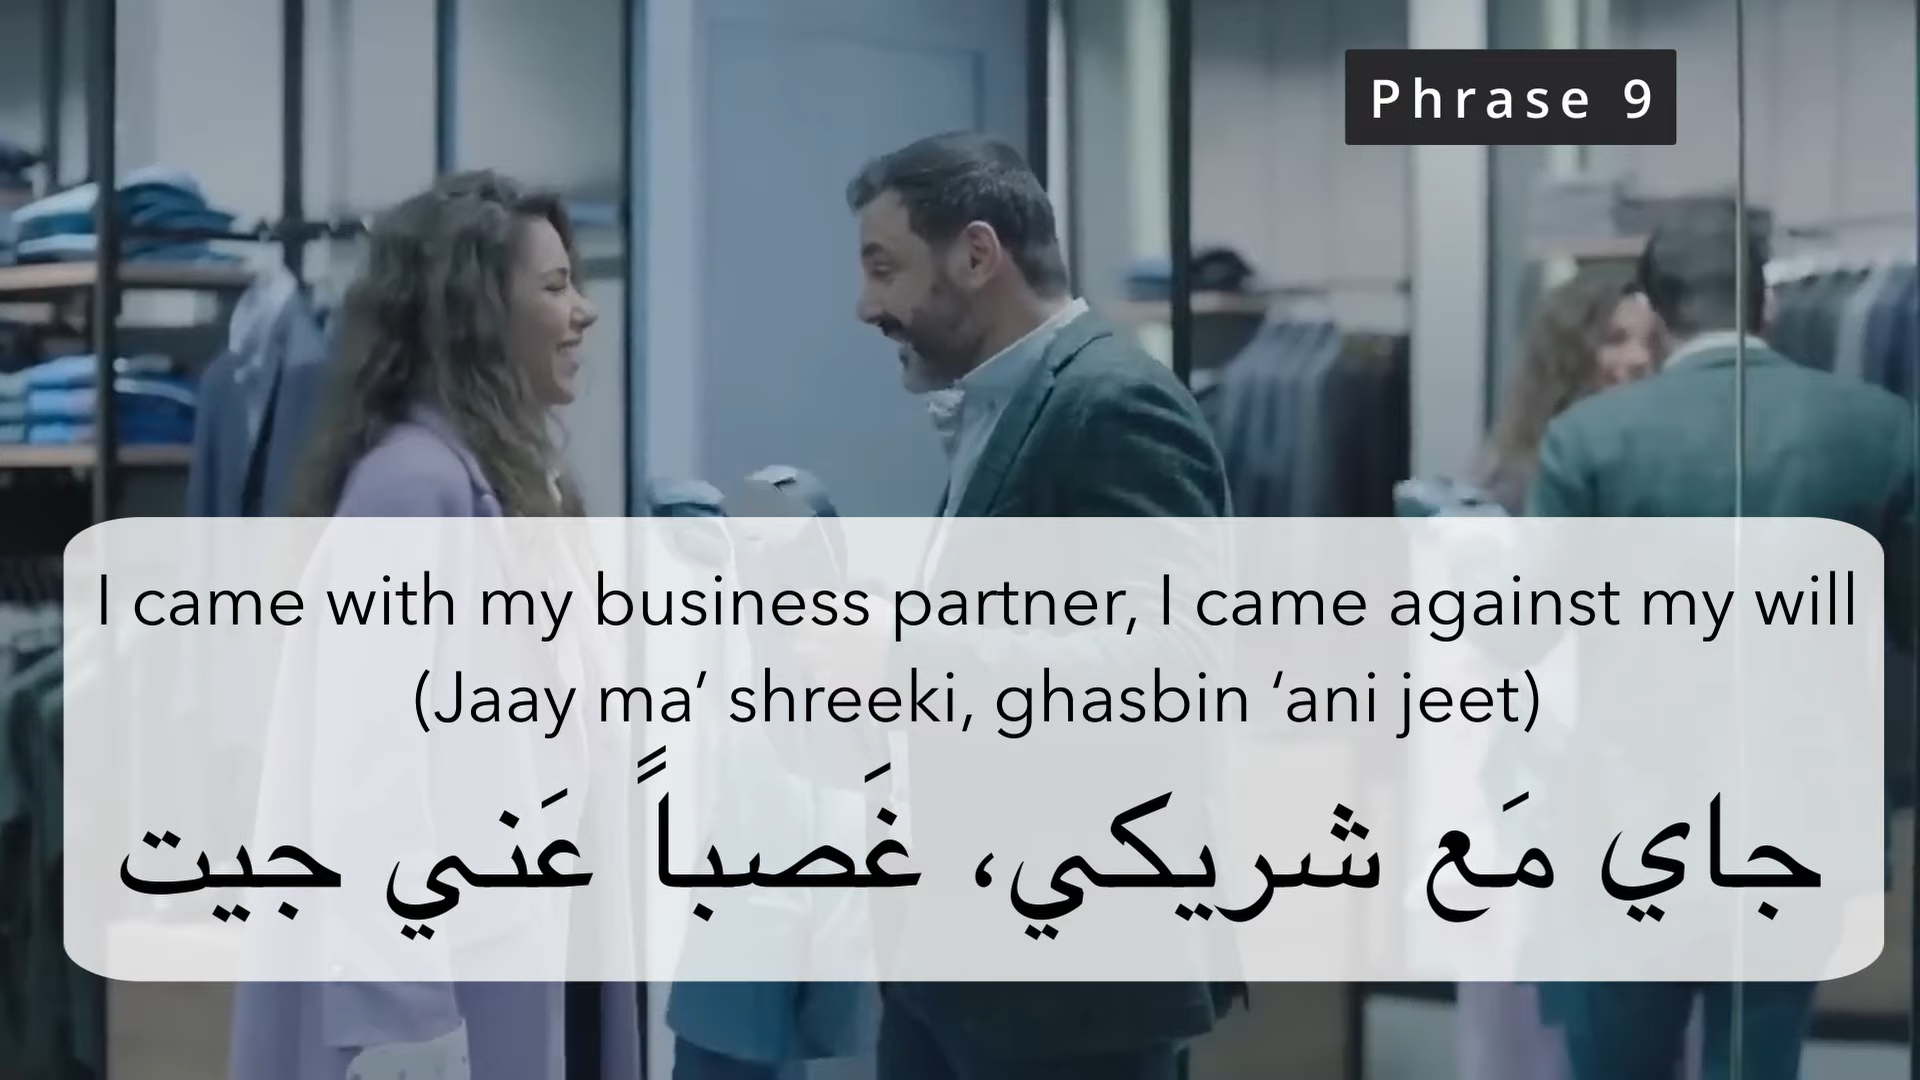 Phrase 9
I came with my business partner, I came against my will
(Jaay ma’ shreeki, ghasbin ‘ani jeet)
جاي مَع شريكي، غَصباً عَني جيت